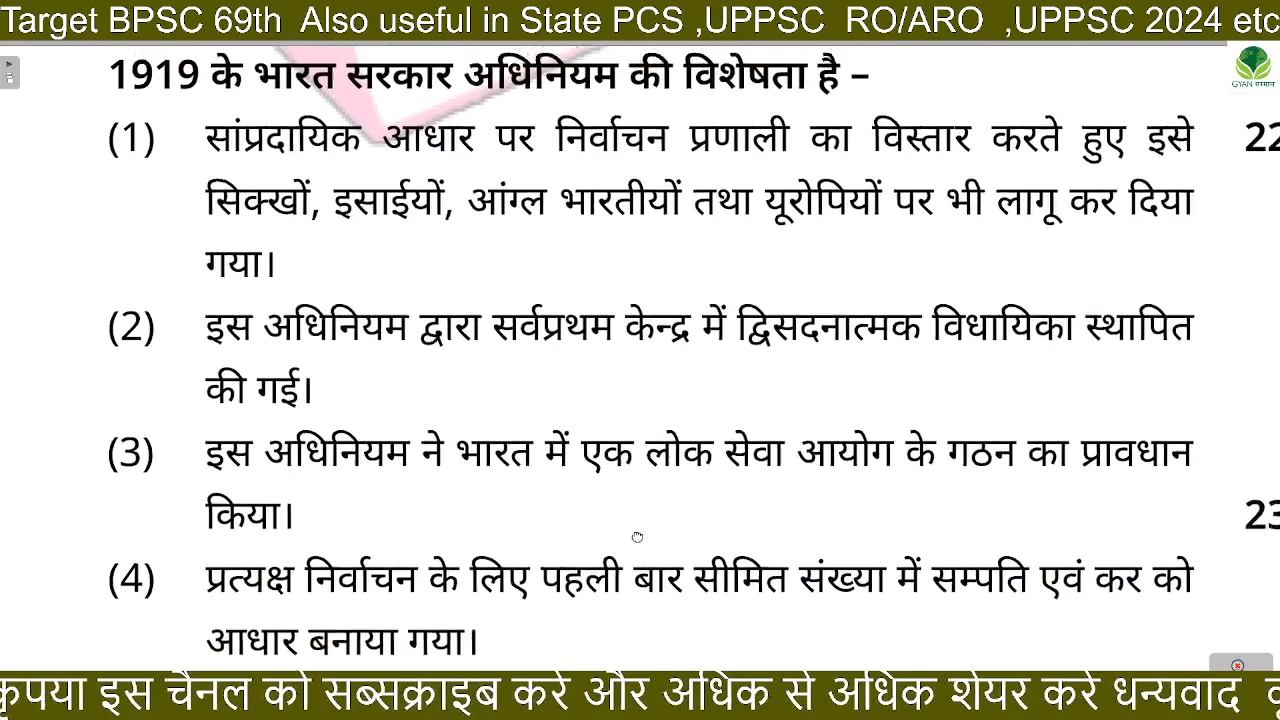 Target BPSC 69th Also useful in State PCS ,UPPSC RO/ARO ,UPPSC 2024 etc
GYAN सम्मान
1919 के भारत सरकार अधिनियम की विशेषता है –
(1) सांप्रदायिक आधार पर निर्वाचन प्रणाली का विस्तार करते हुए इसे
सिक्खों, इसाईयों, आंग्ल भारतीयों तथा यूरोपियों पर भी लागू कर दिया
गया।
(2) इस अधिनियम द्वारा सर्वप्रथम केन्द्र में द्विसदनात्मक विधायिका स्थापित
की गई।
(3) इस अधिनियम ने भारत में एक लोक सेवा आयोग के गठन का प्रावधान
किया।
(4) प्रत्यक्ष निर्वाचन के लिए पहली बार सीमित संख्या में सम्पति एवं कर को
आधार बनाया गया।
कृपया इस चैनल को सब्सक्राइब करे और अधिक से अधिक शेयर करे धन्यवाद